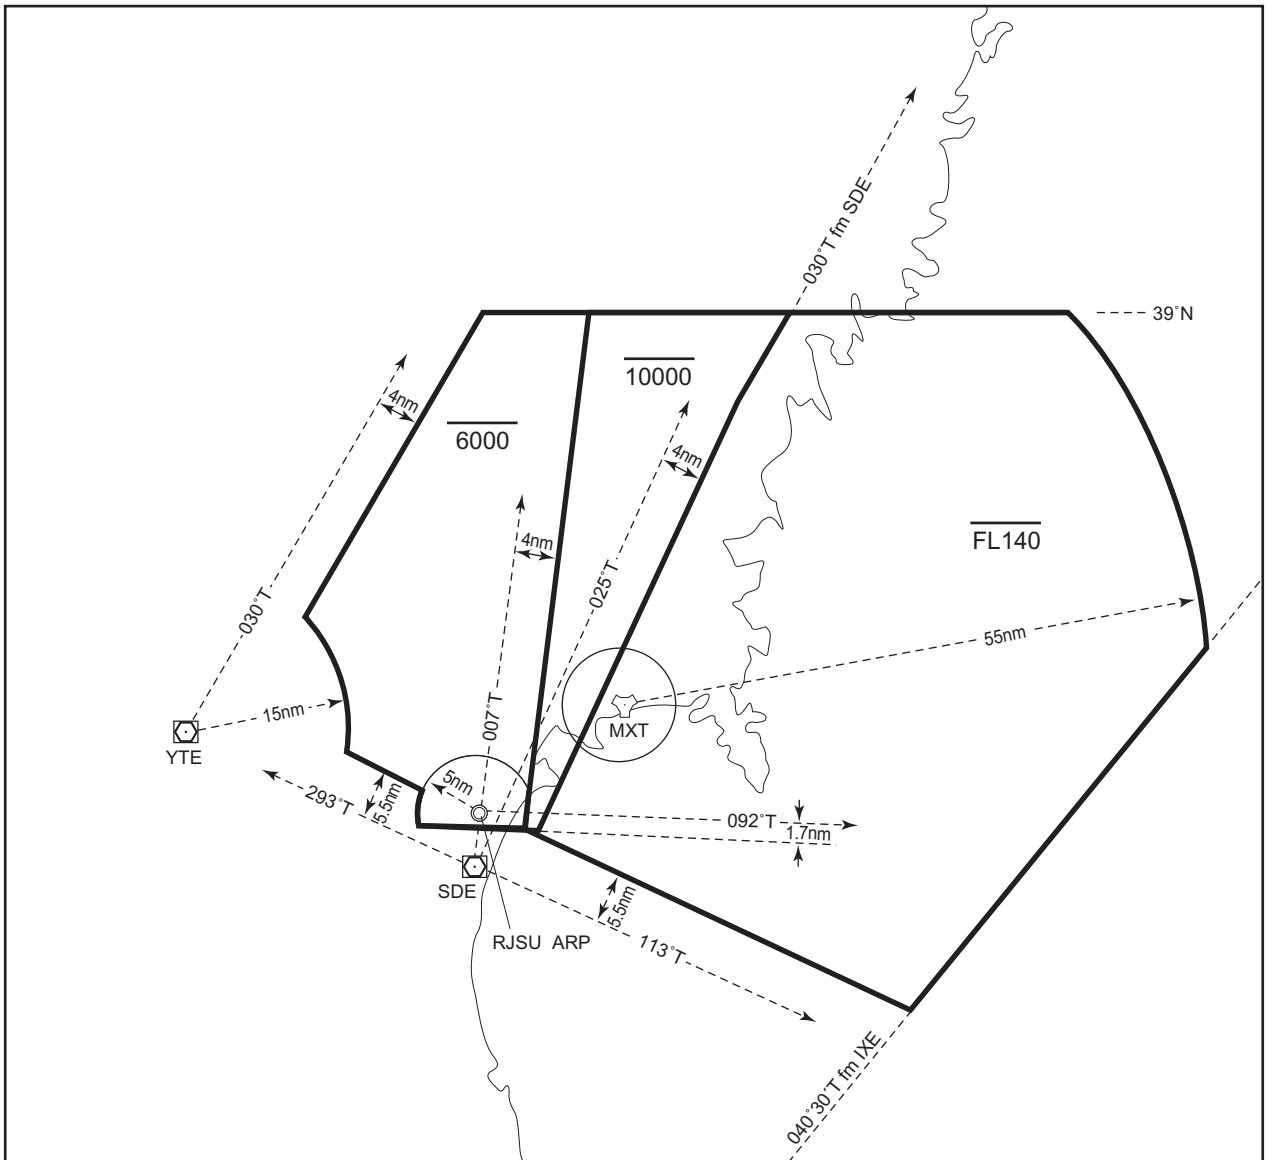 030˚T fm SDE
39˚N
10000
4nm
6000
4nm
FL140
4nm
025˚T
030˚T
55nm
007˚T
15nm
MXT
YTE
5nm
293˚T
5.5nm
092˚T
1.7nm
SDE
5.5nm
RJSU ARP
113˚T
040˚30´T fm IXE